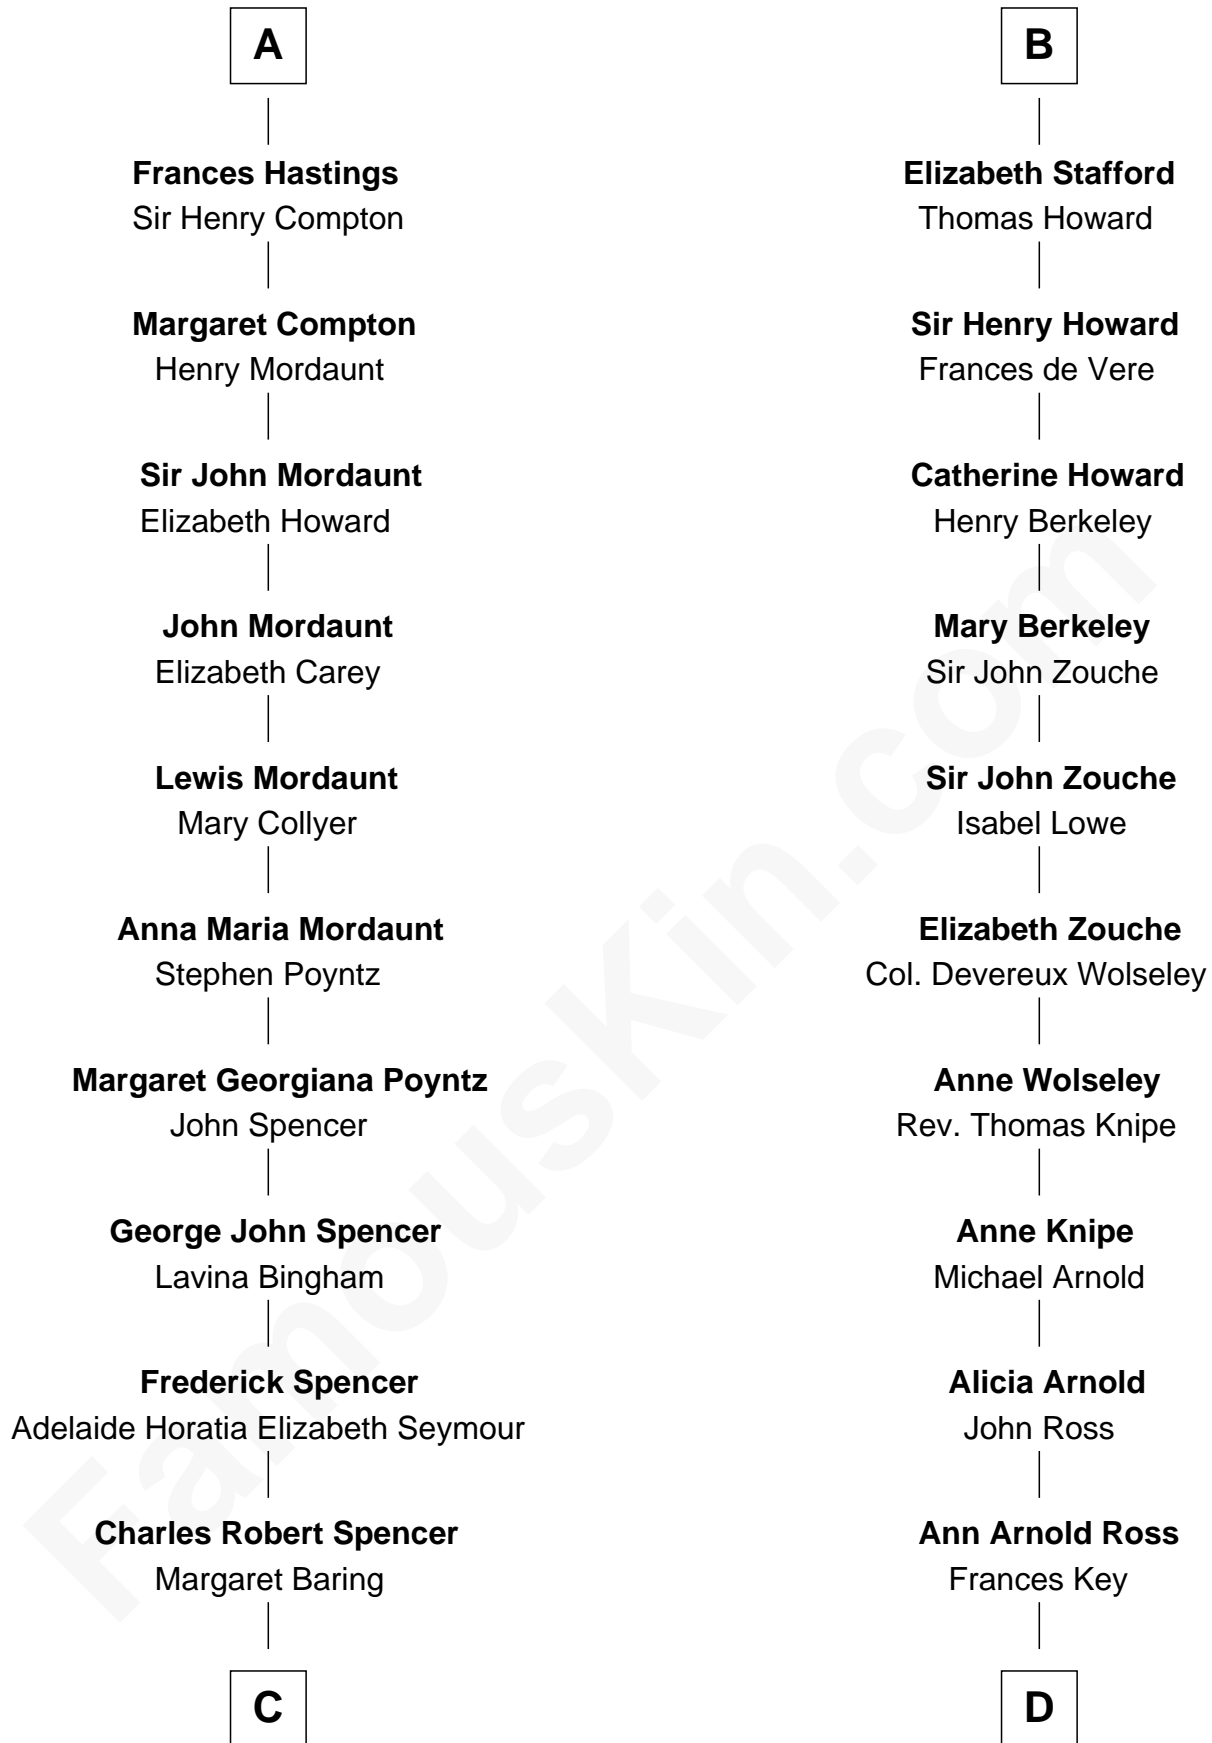 A
Frances Hastings
Sir Henry Compton
Margaret Compton
Henry Mordaunt
Sir John Mordaunt
Elizabeth Howard
John Mordaunt
Elizabeth Carey
Lewis Mordaunt
Mary Collyer
Anna Maria Mordaunt
Stephen Poyntz
Margaret Georgiana Poyntz
John Spencer
George John Spencer
Lavina Bingham
Frederick Spencer
Adelaide Horatia Elizabeth Seymour
Charles Robert Spencer
Margaret Baring
C
B
Elizabeth Stafford
Thomas Howard
Sir Henry Howard
Frances de Vere
Catherine Howard
Henry Berkeley
Mary Berkeley
Sir John Zouche
Sir John Zouche
Isabel Lowe
Elizabeth Zouche
Col. Devereux Wolseley
Anne Wolseley
Rev. Thomas Knipe
Anne Knipe
Michael Arnold
Alicia Arnold
John Ross
Ann Arnold Ross
Frances Key
D
FamousKin.com